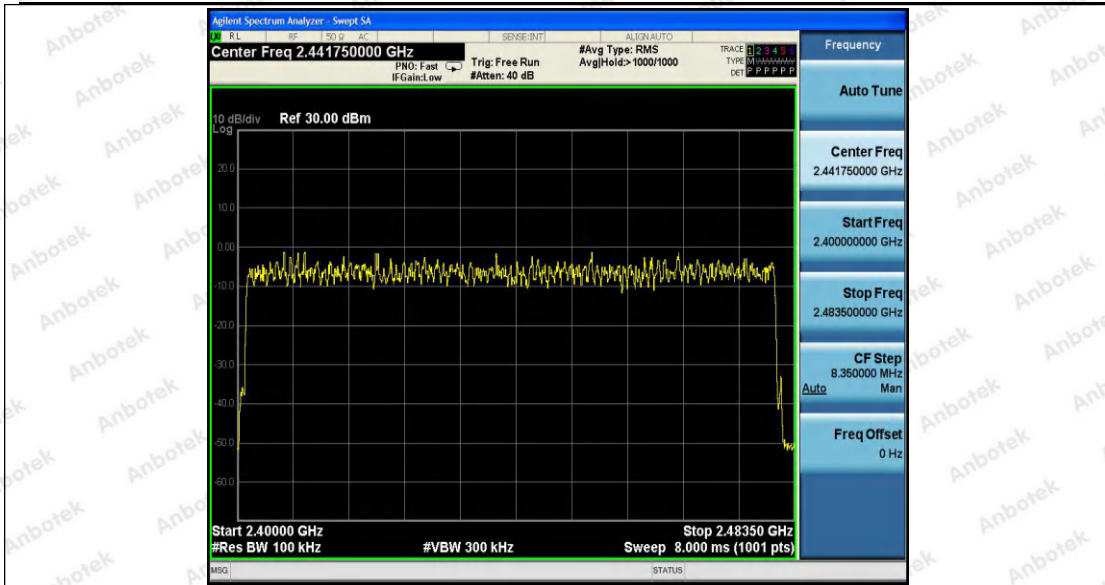 Agilent Spectrum Analyzer - Swept SA
RL RF 50 Ω AC SENSE:INT ALIGN AUTO
Center Freq 2.441750000 GHz
PNO: Fast
IFGain:Low
Trig: Free Run
#Atten: 40 dB
#Avg Type: RMS
Avg|Hold:>1000/1000
TRACE 1 2 3 4 5 6
TYPE M
DET P P P P P P
10 dB/div Ref 30.00 dBm
Log
20.0
10.0
0.00
-10.0
-20.0
-30.0
-40.0
-50.0
-60.0
Start 2.40000 GHz Stop 2.48350 GHz
#Res BW 100 kHz #VBW 300 kHz Sweep 8.000 ms (1001 pts)
MSG STATUS
Frequency
Auto Tune
Center Freq
2.441750000 GHz
Start Freq
2.400000000 GHz
Stop Freq
2.483500000 GHz
CF Step
8.350000 MHz
Auto Man
Freq Offset
0 Hz
Anbotek